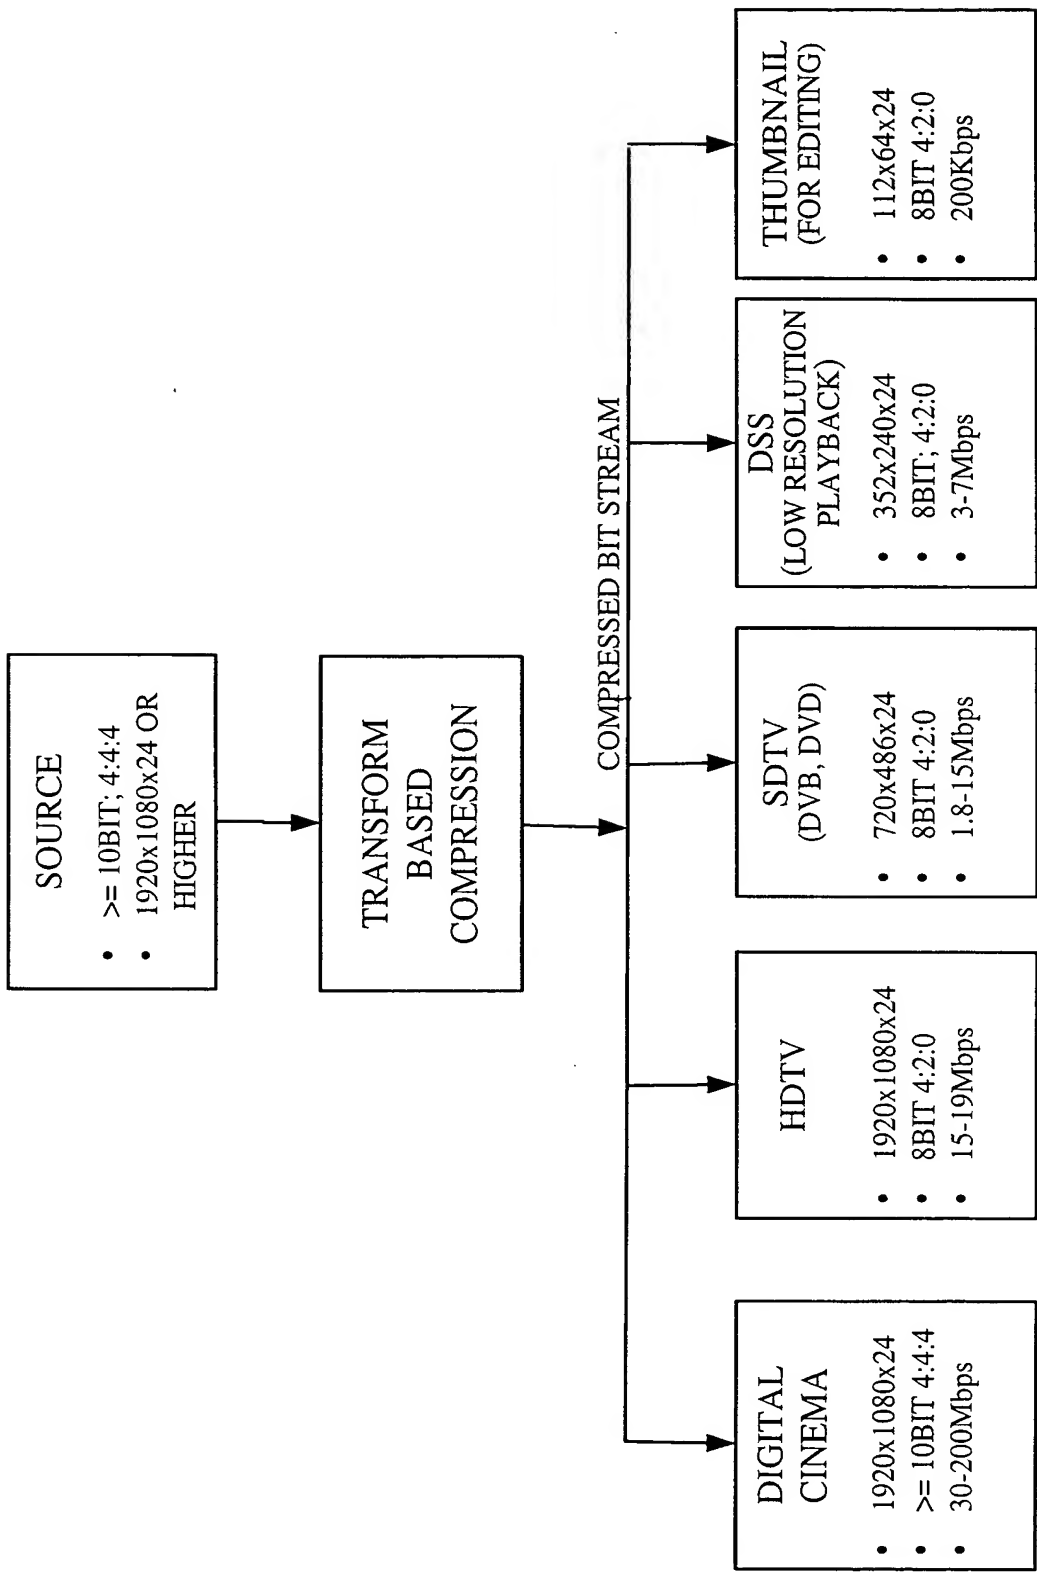 SOURCE
• >= 10BIT; 4:4:4
• 1920x1080x24 OR
HIGHER
TRANSFORM
BASED
COMPRESSION
COMPRESSED BIT STREAM
DIGITAL
CINEMA
• 1920x1080x24
• >= 10BIT 4:4:4
• 30-200Mbps
HDTV
• 1920x1080x24
• 8BIT 4:2:0
• 15-19Mbps
SDTV
(DVB, DVD)
• 720x486x24
• 8BIT 4:2:0
• 1.8-15Mbps
DSS
(LOW RESOLUTION
PLAYBACK)
• 352x240x24
• 8BIT; 4:2:0
• 3-7Mbps
THUMBNAIL
(FOR EDITING)
• 112x64x24
• 8BIT 4:2:0
• 200Kbps